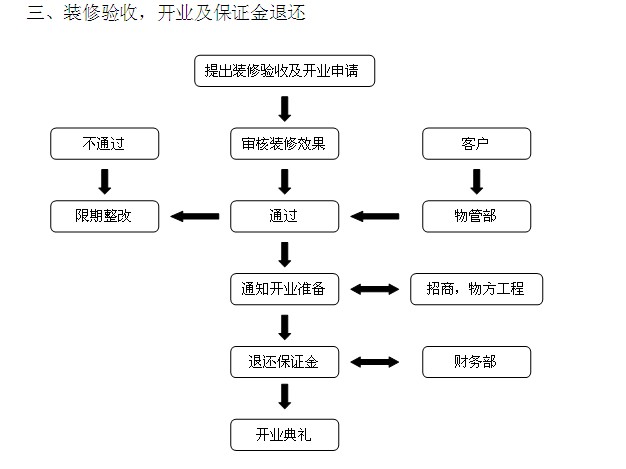 三、装修验收，开业及保证金退还
提出装修验收及开业申请
不通过
审核装修效果
客户
限期整改
通过
物管部
通知开业准备
招商，物方工程
退还保证金
财务部
开业典礼